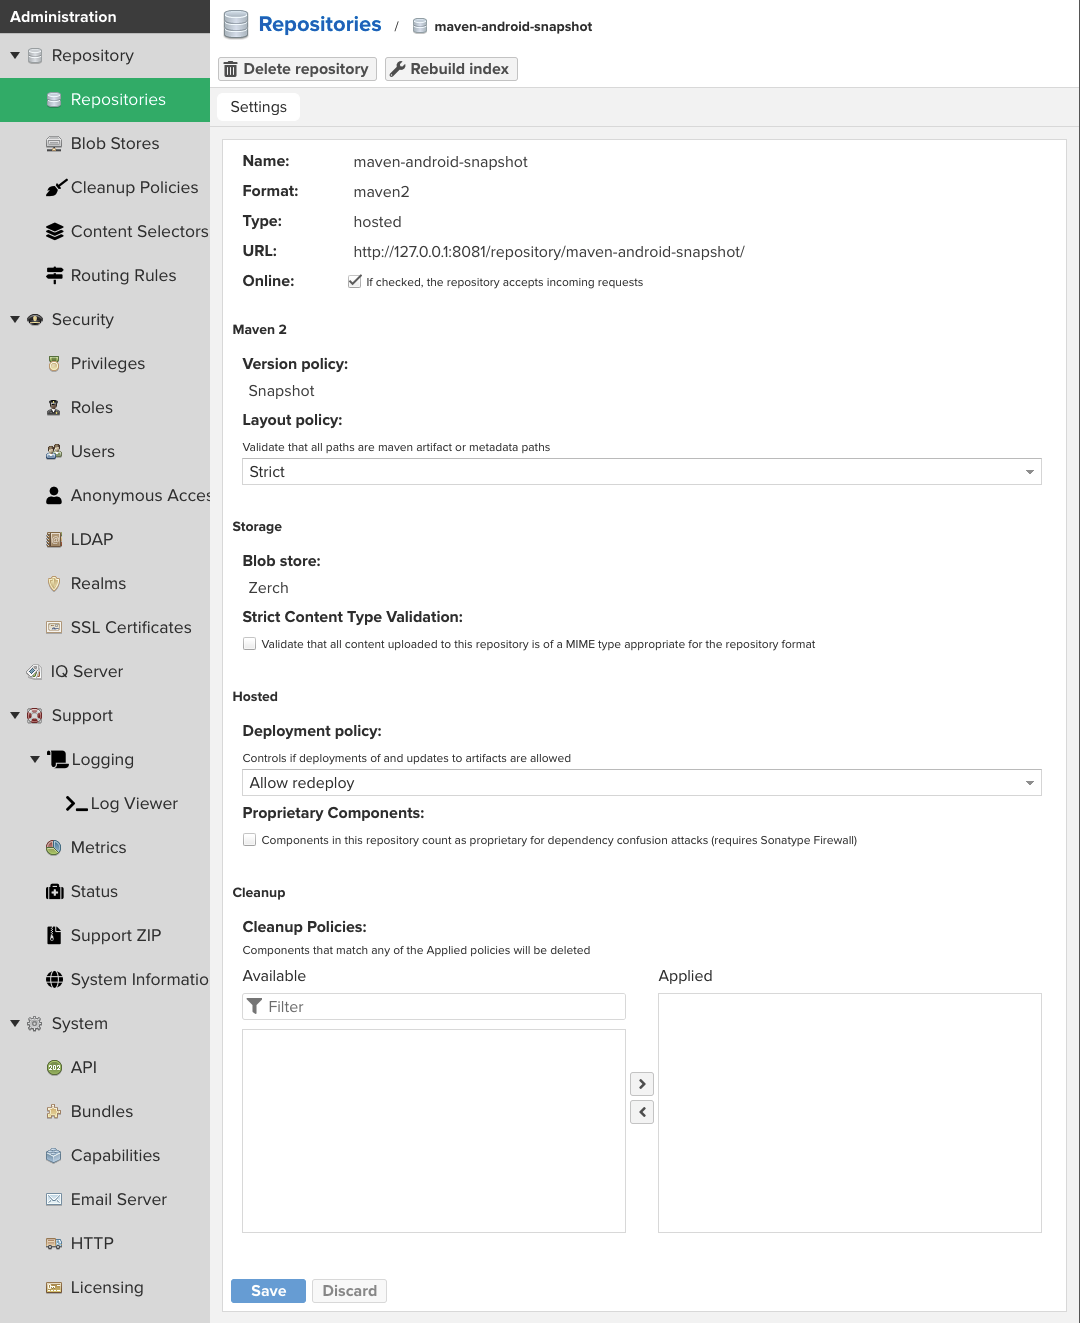 Administration
Repository
Repositories
Blob Stores
Cleanup Policies
Content Selectors
Routing Rules
Security
Privileges
Roles
Users
Anonymous Acces
LDAP
Realms
SSL Certificates
IQ Server
Support
Logging
Log Viewer
Metrics
Status
Support ZIP
System Informatio
System
202
API
Bundles
Capabilities
Email Server
HTTP
Licensing
Repositories / maven-android-snapshot
Delete repository Rebuild index
Settings
Name: maven-android-snapshot
Format: maven2
Type: hosted
URL: http://127.0.0.1:8081/repository/maven-android-snapshot/
Online: If checked, the repository accepts incoming requests
Maven 2
Version policy:
Snapshot
Layout policy:
Validate that all paths are maven artifact or metadata paths
Strict
Storage
Blob store:
Zerch
Strict Content Type Validation:
Validate that all content uploaded to this repository is of a MIME type appropriate for the repository format
Hosted
Deployment policy:
Controls if deployments of and updates to artifacts are allowed
Allow redeploy
Proprietary Components:
Components in this repository count as proprietary for dependency confusion attacks (requires Sonatype Firewall)
Cleanup
Cleanup Policies:
Components that match any of the Applied policies will be deleted
Available Applied
Filter
Save Discard